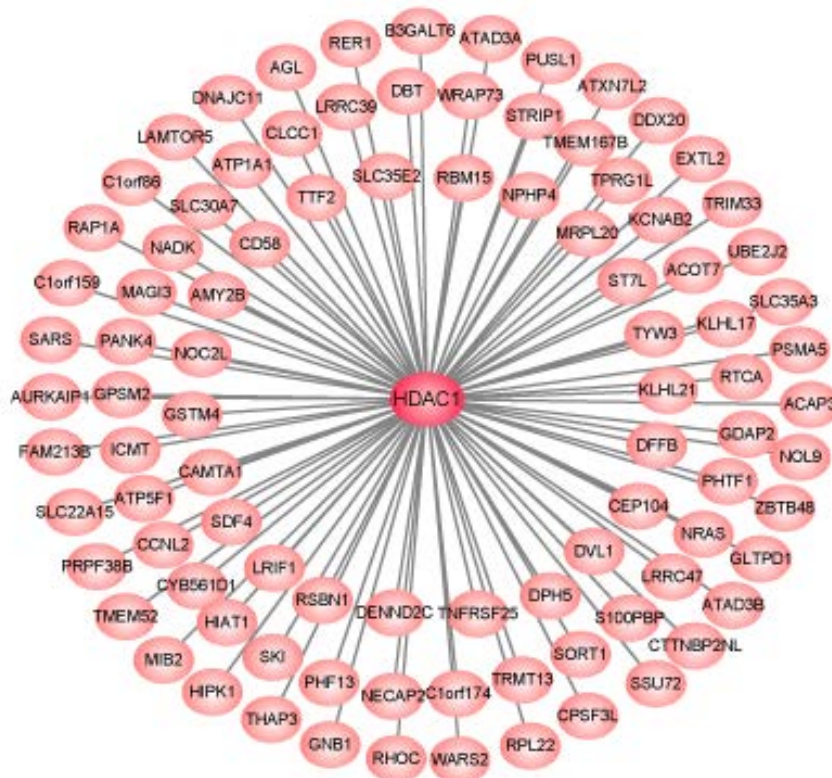 B3GALT6
RER1
ATAD3A
PUSL1
AGL
DBT
WRAP73
ATXN7L2
DNAJC11
LRRC39
STRIP1
DDX20
LAMTOR5
CLCC1
TMEM167B
EXTL2
ATP1A1
SLC35E2
RBM15
TPRG1L
C1orf86
TTF2
NPHP4
TRIM33
SLC30A7
KCNAB2
RAP1A
NADK
CD58
MRPL20
UBE2J2
C1orf159
MAGI3
AMY2B
ST7L
ACOT7
SLC35A3
SARS
PANK4
NOC2L
TYW3
KLHL17
PSMA5
AURKAIP1
GPSM2
HDAC1
KLHL21
RTCA
ACAP3
GSTM4
GDAP2
FAM213B
ICMT
DFFB
NOL9
CAMTA1
PHTF1
SLC22A15
ATP5F1
CEP104
ZBTB48
SDF4
NRAS
PRPF38B
CCNL2
DVL1
GLTPD1
CYB561D1
LRIF1
LRRC47
TMEM52
HIAT1
RSBN1
DENND2C
TNFRSF25
DPH5
S100PBP
ATAD3B
MIB2
SKI
SORT1
CTTNBP2NL
HIPK1
PHF13
NECAP2
C1orf174
TRMT13
SSU72
THAP3
CPSF3L
GNB1
RHOC
WARS2
RPL22